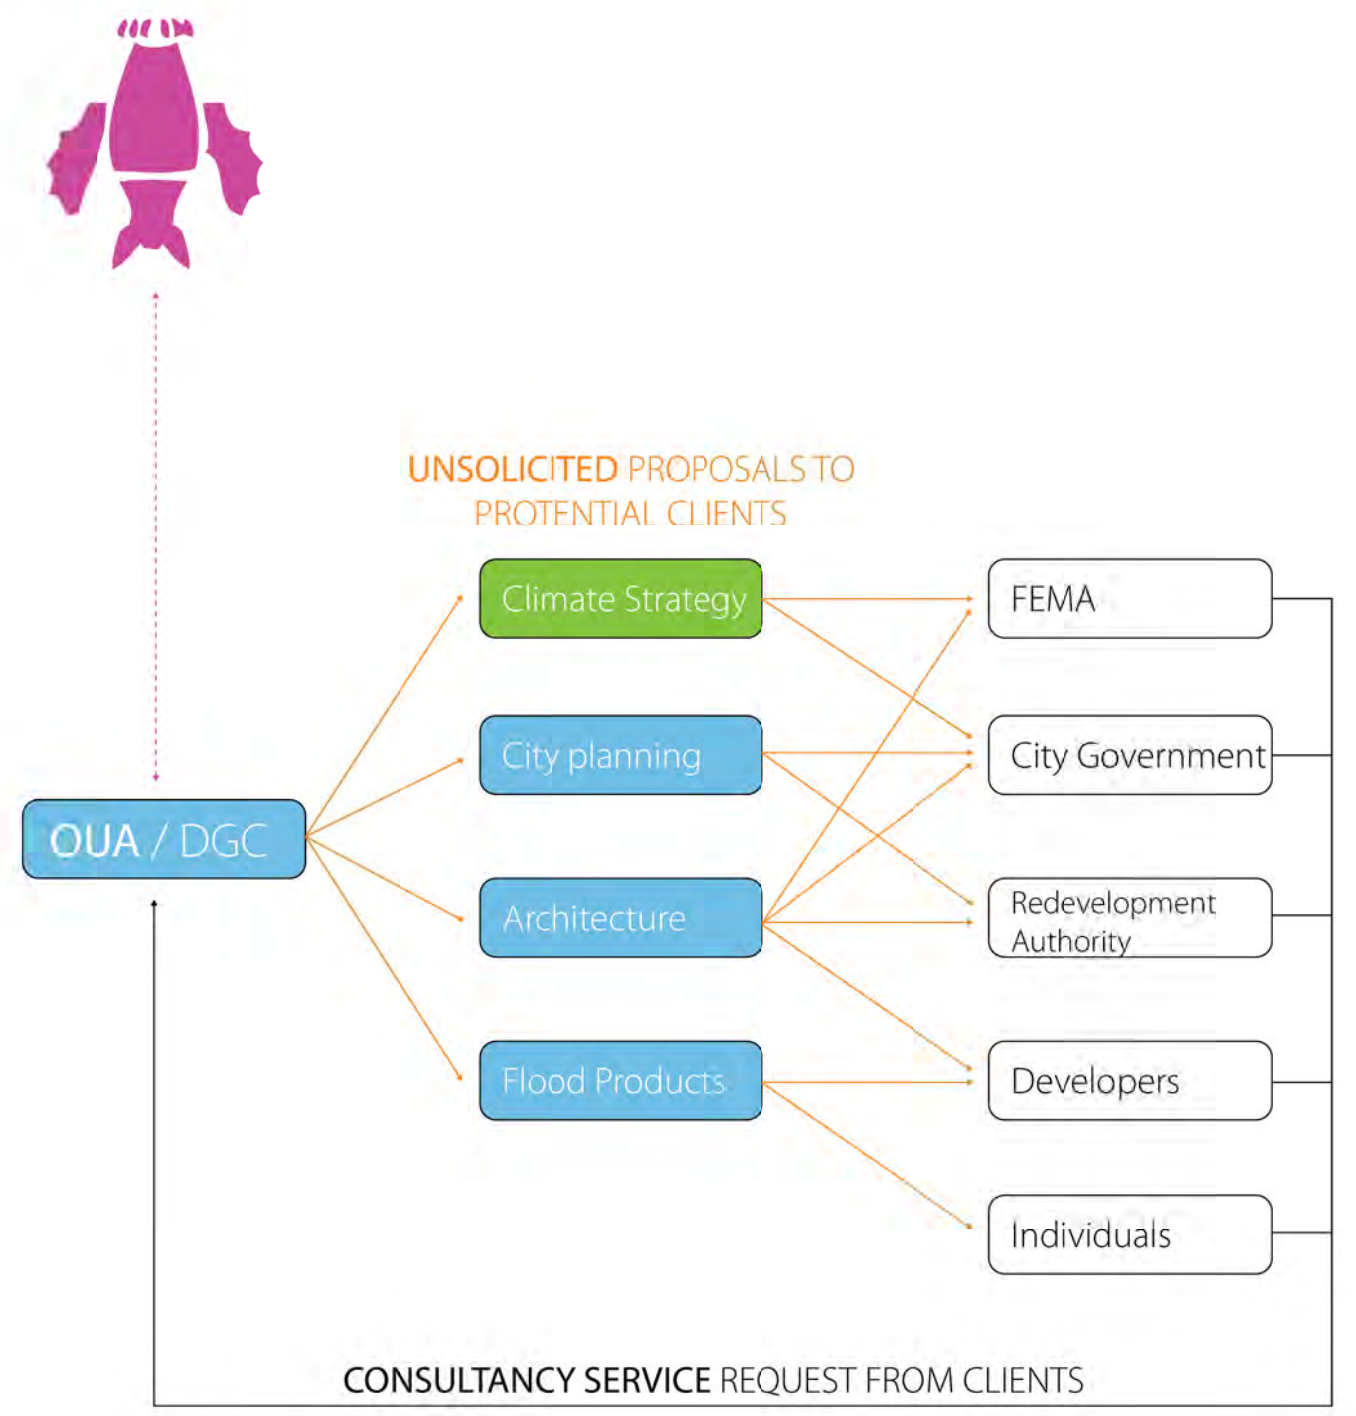 UNSOLICITED PROPOSALS TO
PROTENTIAL CLIENTS
Climate Strategy
FEMA
City planning
City Government
OUA / DGC
Architecture
Redevelopment
Authority
Flood Products
Developers
Individuals
CONSULTANCY SERVICE REQUEST FROM CLIENTS